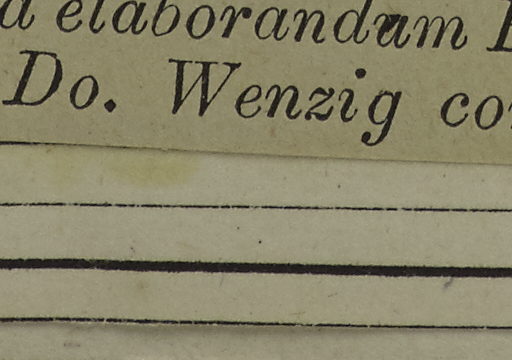 elaborandum
Do. Wenzig